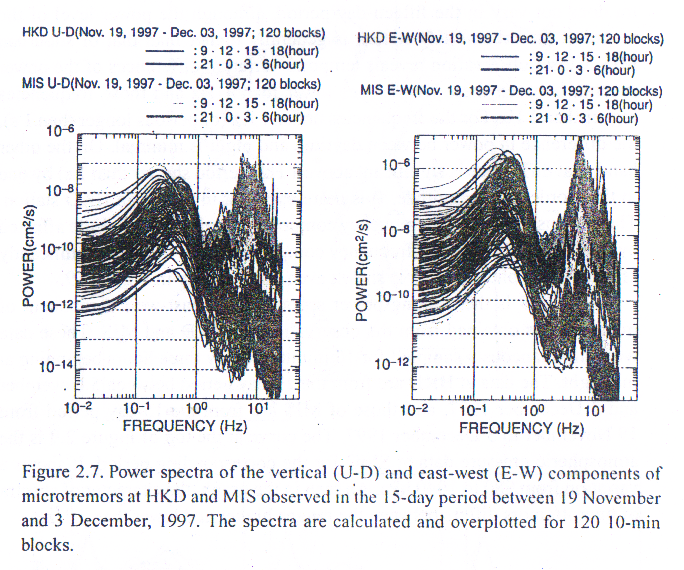 HKD U-D(Nov. 19, 1997 - Dec. 03, 1997; 120 blocks)
: 9 · 12 · 15 · 18(hour)
: 21 · 0 · 3 · 6(hour)
MIS U-D(Nov. 19, 1997 - Dec. 03, 1997; 120 blocks)
: 9 · 12 · 15 · 18(hour)
: 21 · 0 · 3 · 6(hour)
10⁻⁶
10⁻⁸
10⁻¹⁰
10⁻¹²
10⁻¹⁴
POWER(cm²/s)
10⁻² 10⁻¹ 10⁰ 10¹
FREQUENCY (Hz)
HKD E-W(Nov. 19, 1997 - Dec. 03, 1997; 120 blocks)
: 9 · 12 · 15 · 18(hour)
: 21 · 0 · 3 · 6(hour)
MIS E-W(Nov. 19, 1997 - Dec. 03, 1997; 120 blocks)
: 9 · 12 · 15 · 18(hour)
: 21 · 0 · 3 · 6(hour)
10⁻⁶
10⁻⁸
10⁻¹⁰
10⁻¹²
POWER(cm²/s)
10⁻² 10⁻¹ 10⁰ 10¹
FREQUENCY (Hz)
Figure 2.7. Power spectra of the vertical (U-D) and east-west (E-W) components of
microtremors at HKD and MIS observed in the 15-day period between 19 November
and 3 December, 1997. The spectra are calculated and overplotted for 120 10-min
blocks.